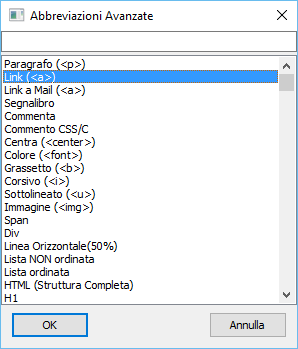 Abbreviazioni Avanzate
Paragrafo (<p>)
Link (<a>)
Link a Mail (<a>)
Segnalibro
Commenta
Commento CSS/C
Centra (<center>)
Colore (<font>)
Grassetto (<b>)
Corsivo (<i>)
Sottolineato (<u>)
Immagine (<img>)
Span
Div
Linea Orizzontale(50%)
Lista NON ordinata
Lista ordinata
HTML (Struttura Completa)
H1
OK
Annulla